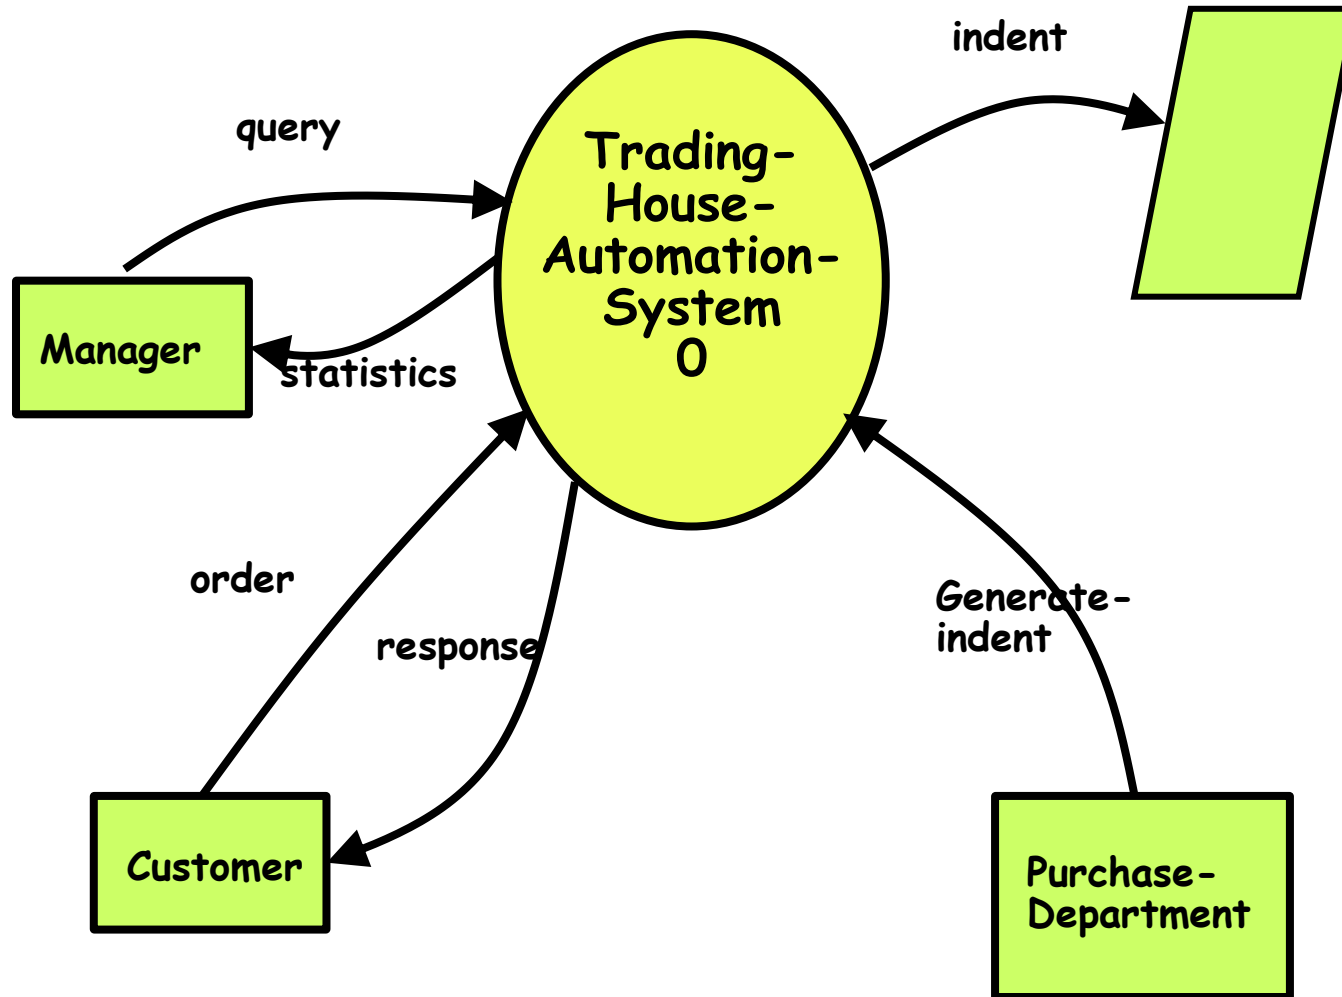 indent
query
Trading-
House-
Automation-
System
0
Manager
statistics
order
Generate-
indent
response
Customer
Purchase-
Department